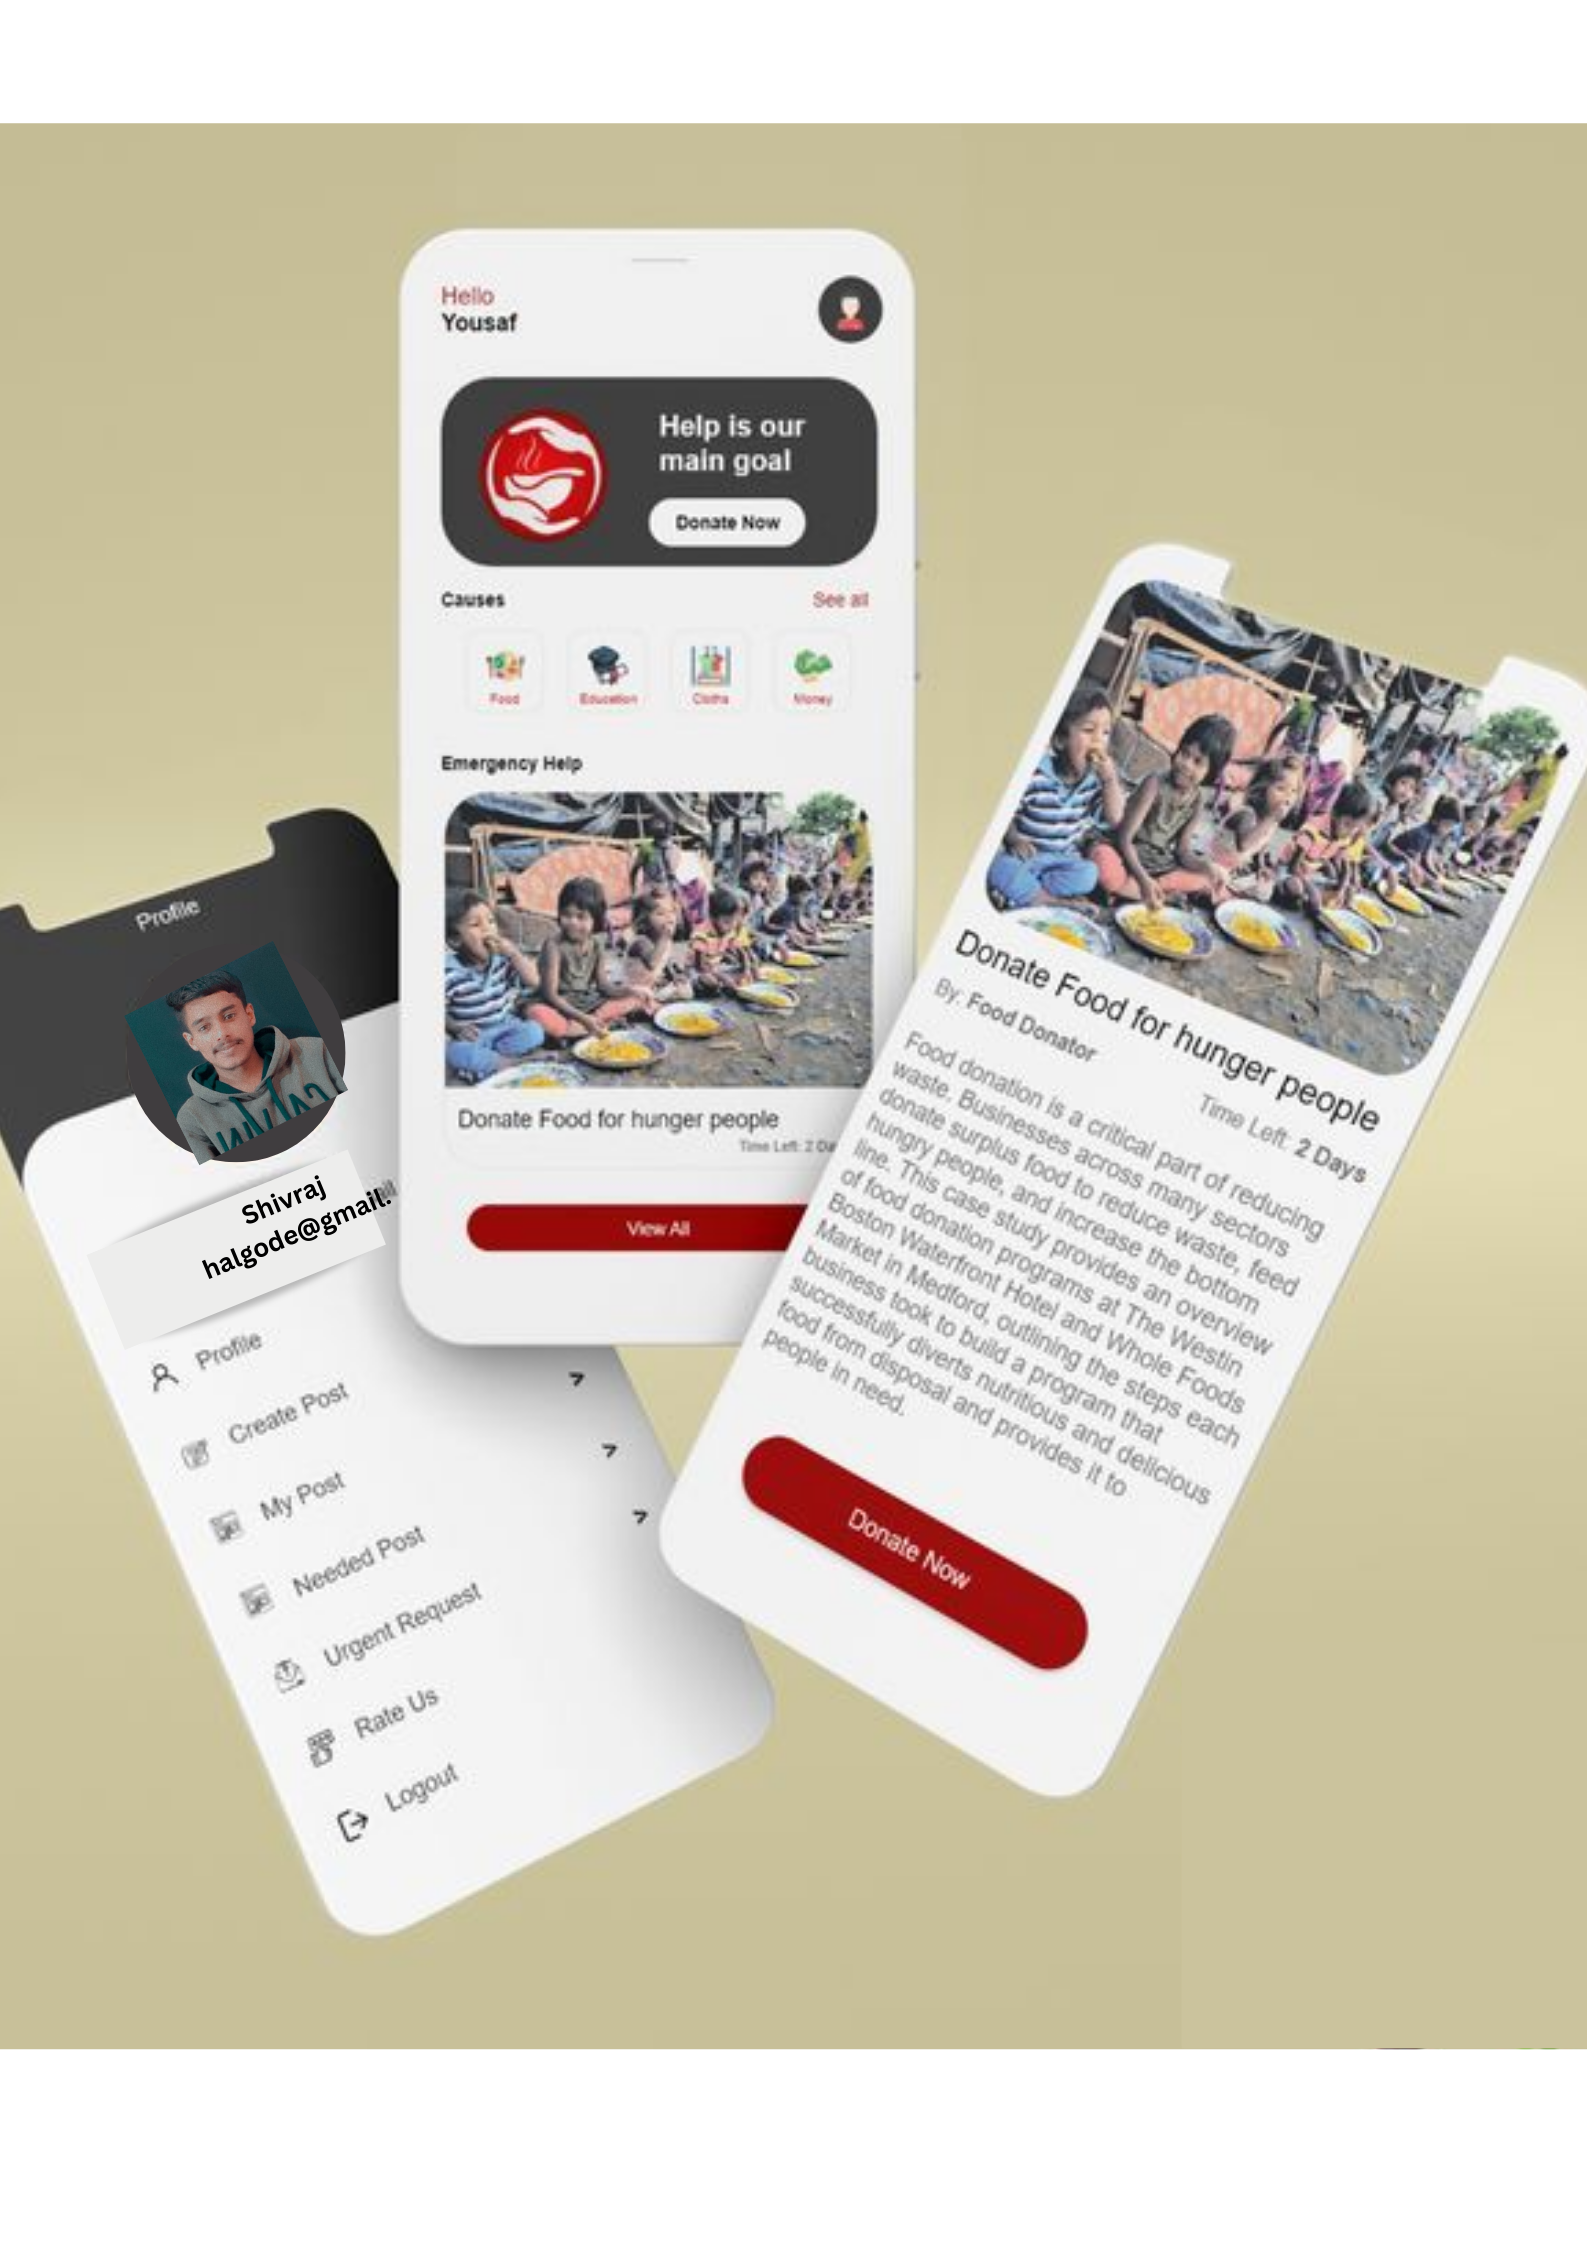 Hello
Yousaf
Help is our
main goal
Donate Now
Causes
See all
Food
Education
Cloths
Money
Emergency Help
Donate Food for hunger people
Time Left: 2
View All
Profile
Shivraj
halgode@gmail.
Profile
Create Post
My Post
Needed Post
Urgent Request
Rate Us
Logout
Donate Food for hunger people
By: Food Donator
Time Left: 2 Days
Food donation is a critical part of reducing
waste. Businesses across many sectors
donate surplus food to reduce waste, feed
hungry people, and increase the bottom
line. This case study provides an overview
of food donation programs at The Westin
Boston Waterfront Hotel and Whole Foods
Market in Medford, outlining the steps each
business took to build a program that
successfully diverts nutritious and delicious
food from disposal and provides it to
people in need.
Donate Now